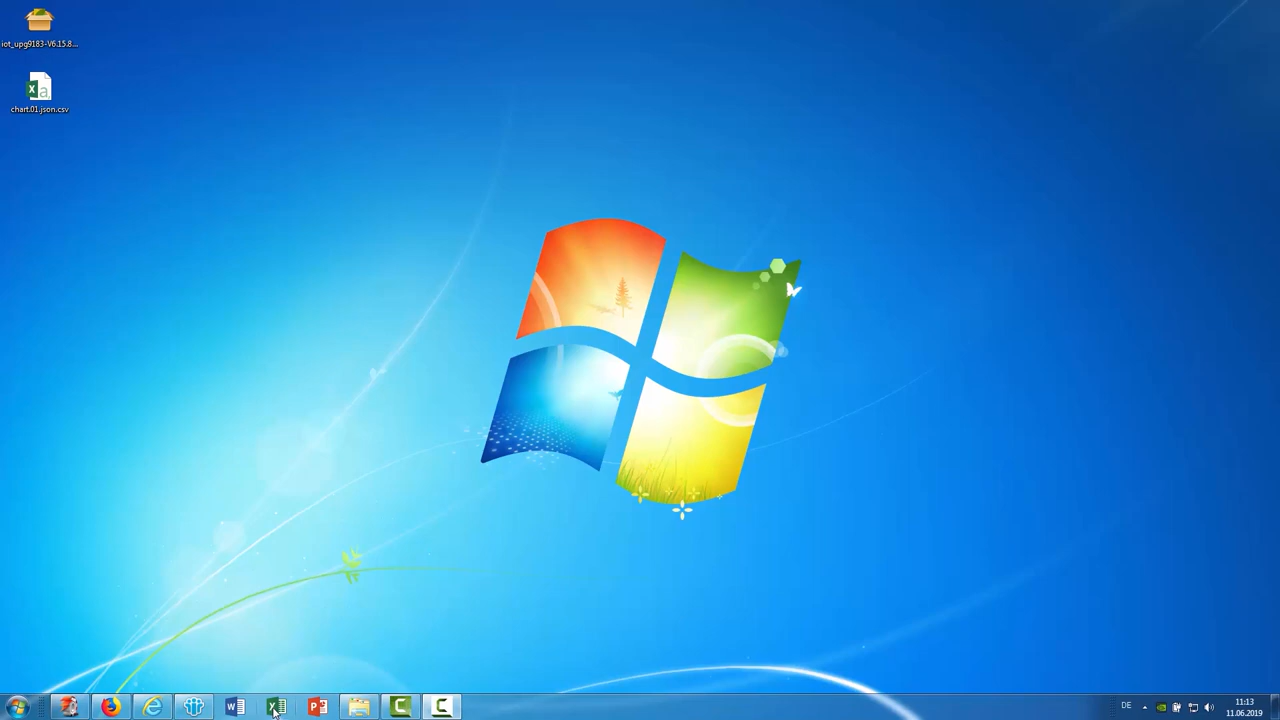 iot_upg9183-V6.15.8...
chart.01.json.csv
DE
11:13
11.06.2019